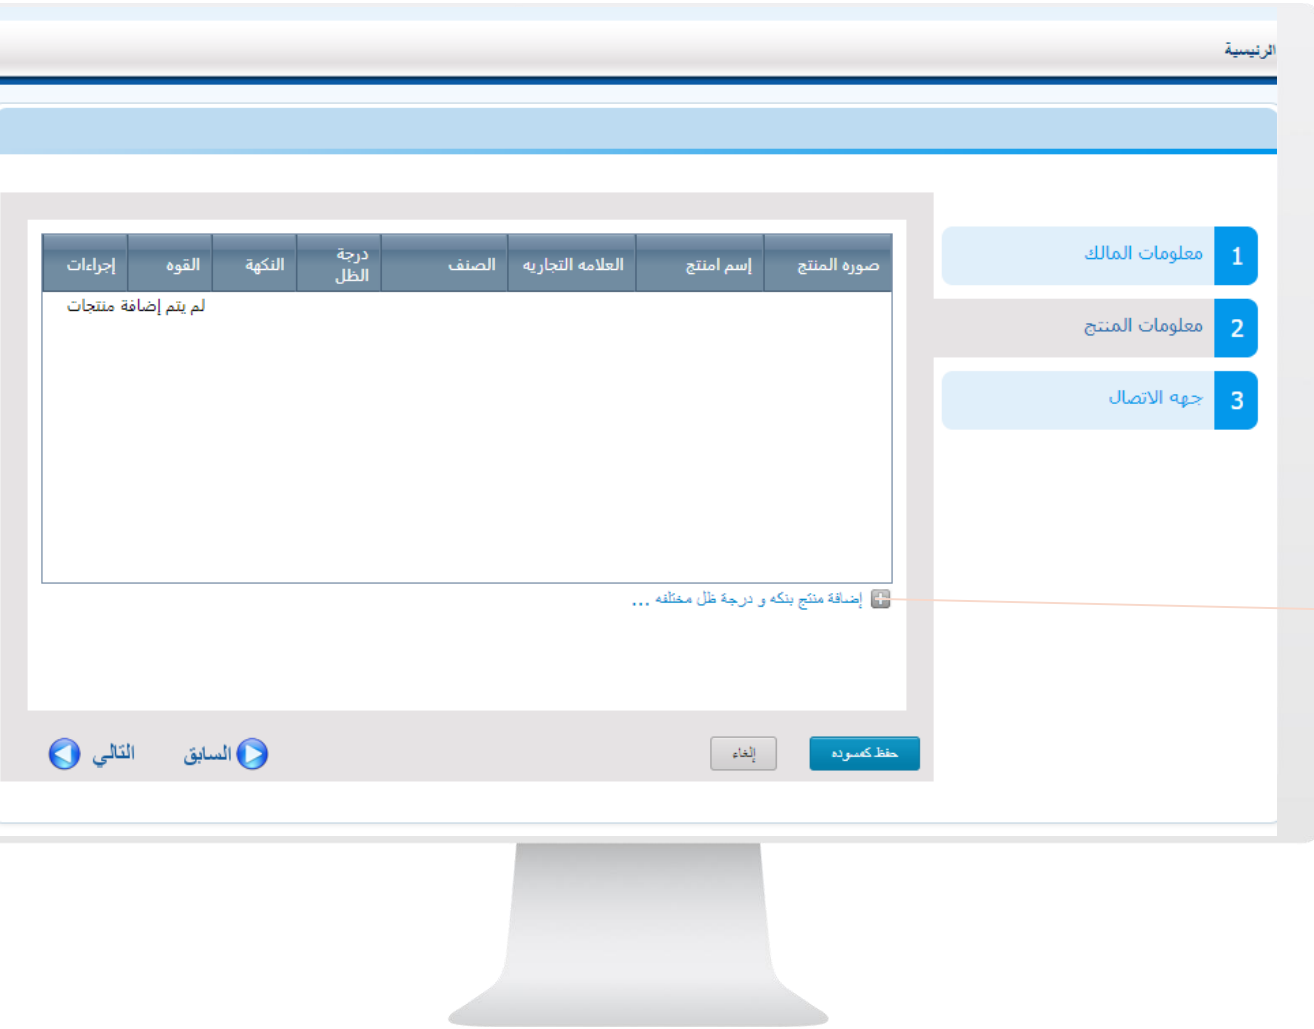 الرئيسية
1 معلومات المالك
2 معلومات المنتج
3 جهه الاتصال
صوره المنتج إسم امنتج العلامه التجاريه الصنف درجة الظل النكهة القوه إجراءات
لم يتم إضافة منتجات
إضافة منتج بنكه و درجة ظل مختلفه ...
حفظ كمسوده إلغاء السابق التالي